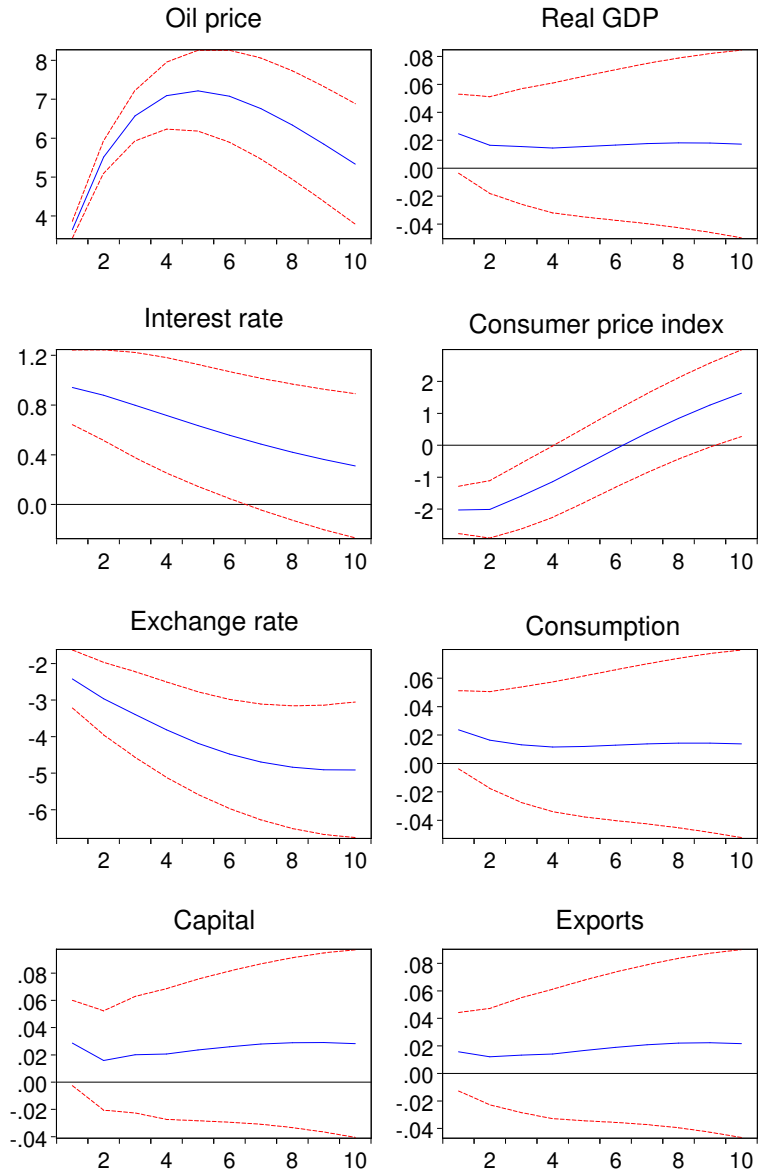 Oil price
8
7
6
5
4
2 4 6 8 10
Real GDP
.08
.06
.04
.02
.00
-.02
-.04
2 4 6 8 10
Interest rate
1.2
0.8
0.4
0.0
2 4 6 8 10
Consumer price index
2
1
0
-1
-2
2 4 6 8 10
Exchange rate
-2
-3
-4
-5
-6
2 4 6 8 10
Consumption
.06
.04
.02
.00
-.02
-.04
2 4 6 8 10
Capital
.08
.06
.04
.02
.00
-.02
-.04
2 4 6 8 10
Exports
.08
.06
.04
.02
.00
-.02
-.04
2 4 6 8 10